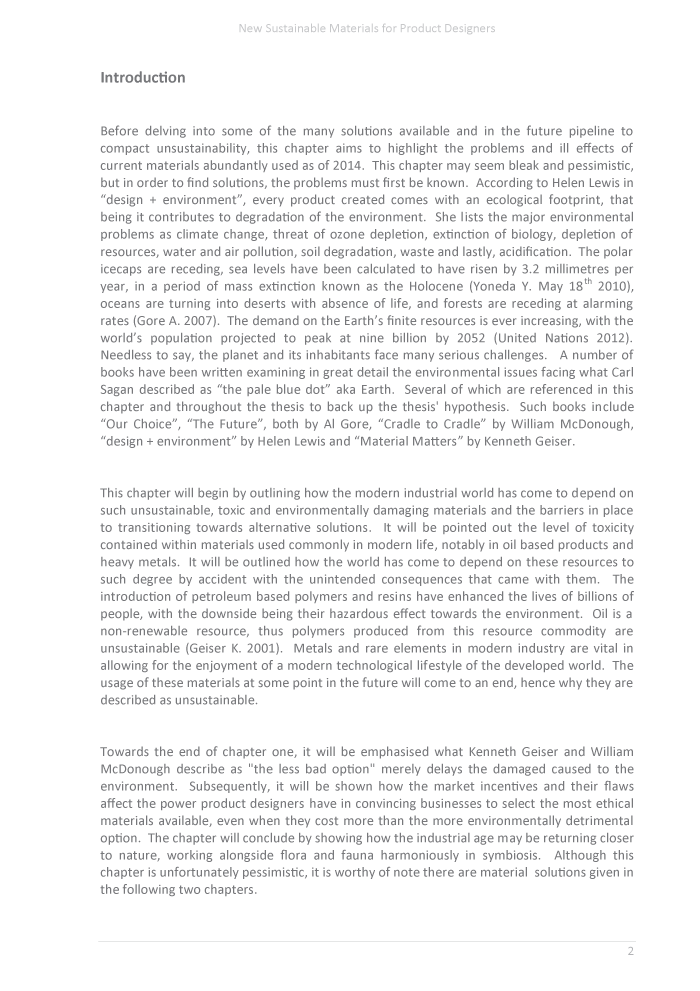 New Sustainable Materials for Product Designers
Introduction
Before delving into some of the many solutions available and in the future pipeline to
compact unsustainability, this chapter aims to highlight the problems and ill effects of
current materials abundantly used as of 2014. This chapter may seem bleak and pessimistic,
but in order to find solutions, the problems must first be known. According to Helen Lewis in
“design + environment”, every product created comes with an ecological footprint, that
being it contributes to degradation of the environment. She lists the major environmental
problems as climate change, threat of ozone depletion, extinction of biology, depletion of
resources, water and air pollution, soil degradation, waste and lastly, acidification. The polar
icecaps are receding, sea levels have been calculated to have risen by 3.2 millimetres per
year, in a period of mass extinction known as the Holocene (Yoneda Y. May 18th 2010),
oceans are turning into deserts with absence of life, and forests are receding at alarming
rates (Gore A. 2007). The demand on the Earth’s finite resources is ever increasing, with the
world’s population projected to peak at nine billion by 2052 (United Nations 2012).
Needless to say, the planet and its inhabitants face many serious challenges. A number of
books have been written examining in great detail the environmental issues facing what Carl
Sagan described as “the pale blue dot” aka Earth. Several of which are referenced in this
chapter and throughout the thesis to back up the thesis' hypothesis. Such books include
“Our Choice”, “The Future”, both by Al Gore, “Cradle to Cradle” by William McDonough,
“design + environment” by Helen Lewis and “Material Matters” by Kenneth Geiser.
This chapter will begin by outlining how the modern industrial world has come to depend on
such unsustainable, toxic and environmentally damaging materials and the barriers in place
to transitioning towards alternative solutions. It will be pointed out the level of toxicity
contained within materials used commonly in modern life, notably in oil based products and
heavy metals. It will be outlined how the world has come to depend on these resources to
such degree by accident with the unintended consequences that came with them. The
introduction of petroleum based polymers and resins have enhanced the lives of billions of
people, with the downside being their hazardous effect towards the environment. Oil is a
non-renewable resource, thus polymers produced from this resource commodity are
unsustainable (Geiser K. 2001). Metals and rare elements in modern industry are vital in
allowing for the enjoyment of a modern technological lifestyle of the developed world. The
usage of these materials at some point in the future will come to an end, hence why they are
described as unsustainable.
Towards the end of chapter one, it will be emphasised what Kenneth Geiser and William
McDonough describe as "the less bad option" merely delays the damaged caused to the
environment. Subsequently, it will be shown how the market incentives and their flaws
affect the power product designers have in convincing businesses to select the most ethical
materials available, even when they cost more than the more environmentally detrimental
option. The chapter will conclude by showing how the industrial age may be returning closer
to nature, working alongside flora and fauna harmoniously in symbiosis. Although this
chapter is unfortunately pessimistic, it is worthy of note there are material solutions given in
the following two chapters.
2